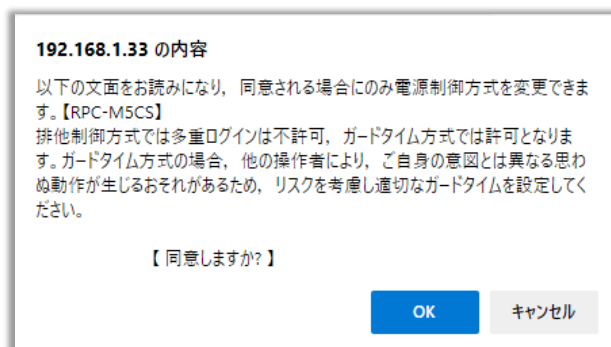 192.168.1.33 の内容
以下の文面をお読みになり，同意される場合にのみ電源制御方式を変更できま
す。【RPC-M5CS】
排他制御方式では多重ログインは不許可，ガードタイム方式では許可となりま
す。ガードタイム方式の場合，他の操作者により，ご自身の意図とは異なる思わ
ぬ動作が生じるおそれがあるため，リスクを考慮し適切なガードタイムを設定してく
ださい。
【 同意しますか? 】
OK
キャンセル